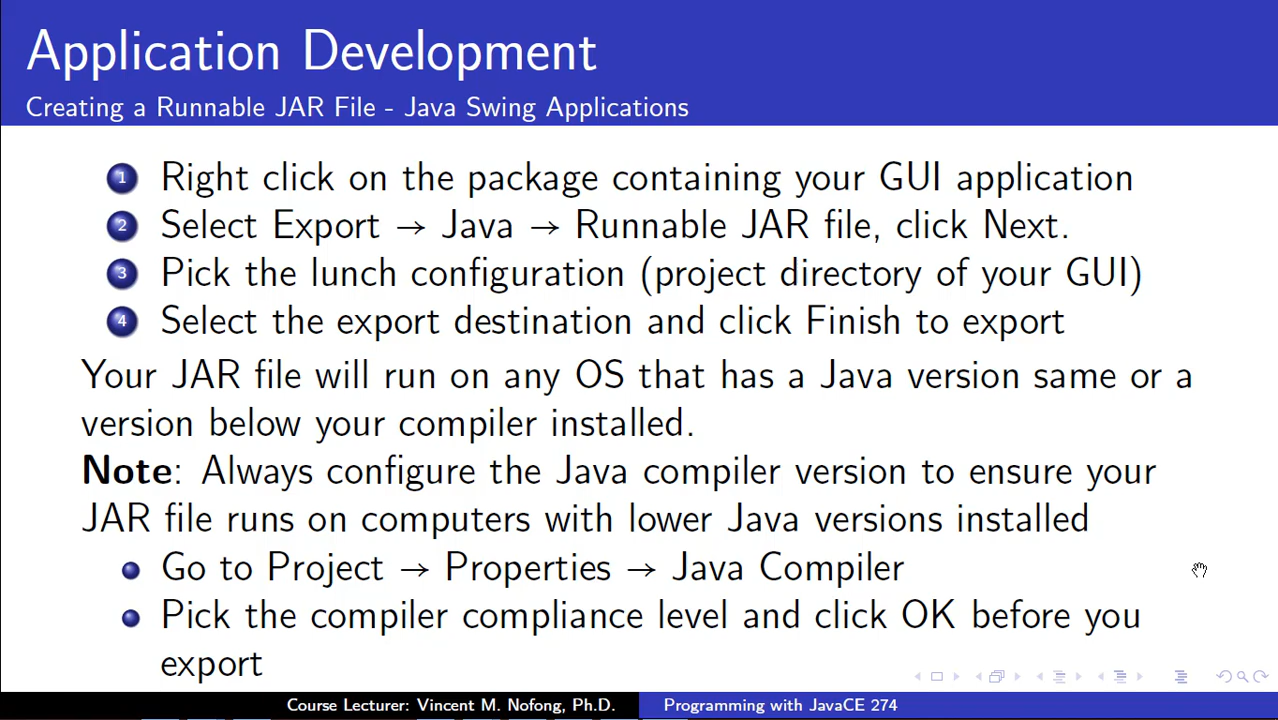 Application Development
Creating a Runnable JAR File - Java Swing Applications
1 Right click on the package containing your GUI application
2 Select Export → Java → Runnable JAR file, click Next.
3 Pick the lunch configuration (project directory of your GUI)
4 Select the export destination and click Finish to export
Your JAR file will run on any OS that has a Java version same or a
version below your compiler installed.
Note: Always configure the Java compiler version to ensure your
JAR file runs on computers with lower Java versions installed
Go to Project → Properties → Java Compiler
Pick the compiler compliance level and click OK before you
export
Course Lecturer: Vincent M. Nofong, Ph.D. Programming with JavaCE 274